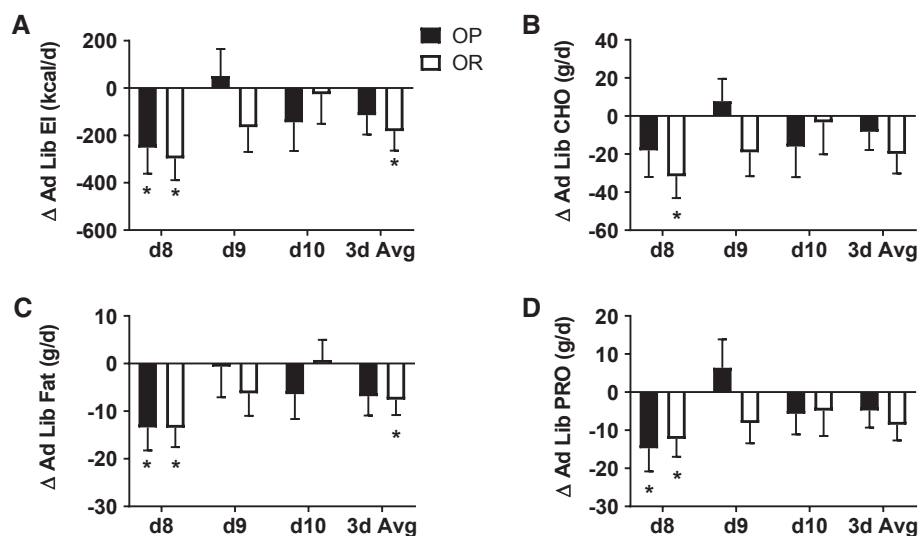 A
Δ Ad Lib EI (kcal/d)
200
0
-200
-400
-600
* * *
d8 d9 d10 3d Avg
OP
OR
B
Δ Ad Lib CHO (g/d)
40
20
0
-20
-40
-60
*
d8 d9 d10 3d Avg
C
Δ Ad Lib Fat (g/d)
10
0
-10
-20
-30
* * *
d8 d9 d10 3d Avg
D
Δ Ad Lib PRO (g/d)
20
10
0
-10
-20
-30
* *
d8 d9 d10 3d Avg